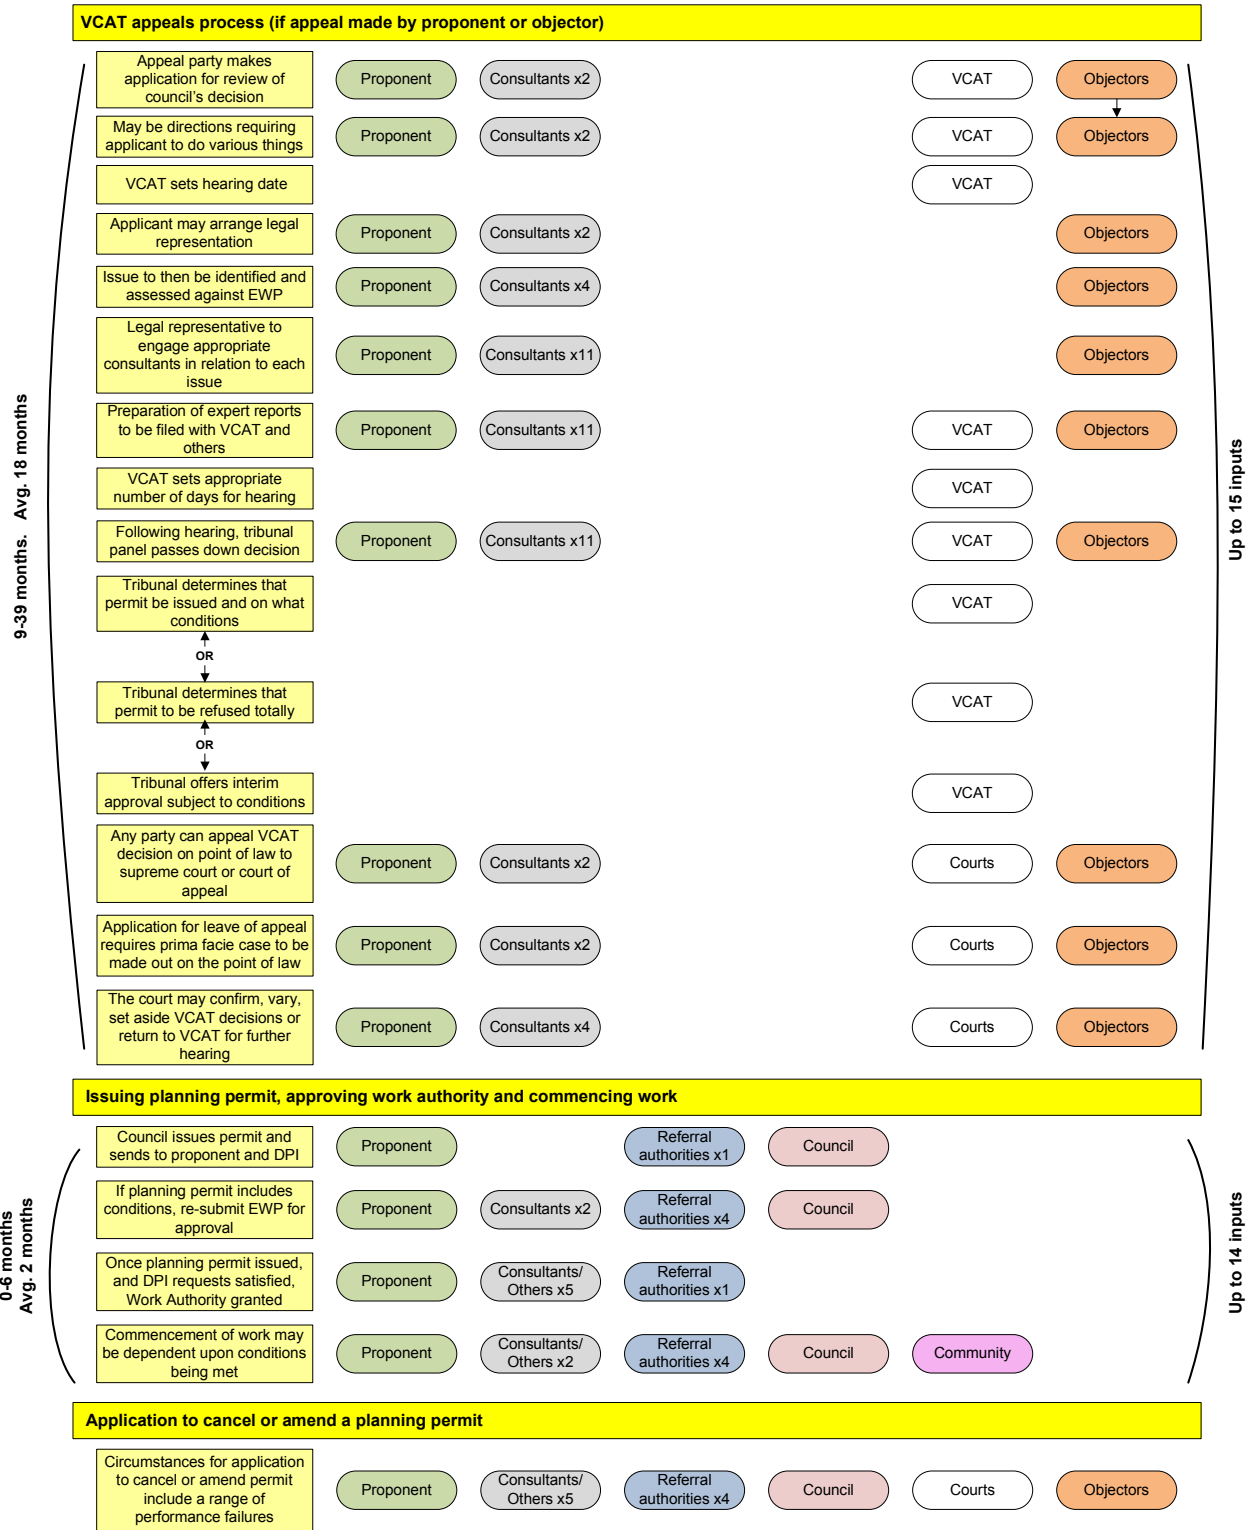 VCAT appeals process (if appeal made by proponent or objector)
Appeal party makes
application for review of
council's decision
Proponent
Consultants x2
VCAT
Objectors
May be directions requiring
applicant to do various things
Proponent
Consultants x2
VCAT
Objectors
VCAT sets hearing date
VCAT
Applicant may arrange legal
representation
Proponent
Consultants x2
Objectors
Issue to then be identified and
assessed against EWP
Proponent
Consultants x4
Objectors
Legal representative to
engage appropriate
consultants in relation to each
issue
Proponent
Consultants x11
Objectors
Preparation of expert reports
to be filed with VCAT and
others
Proponent
Consultants x11
VCAT
Objectors
VCAT sets appropriate
number of days for hearing
VCAT
Following hearing, tribunal
panel passes down decision
Proponent
Consultants x11
VCAT
Objectors
Tribunal determines that
permit be issued and on what
conditions
VCAT
OR
Tribunal determines that
permit to be refused totally
VCAT
OR
Tribunal offers interim
approval subject to conditions
VCAT
Any party can appeal VCAT
decision on point of law to
supreme court or court of
appeal
Proponent
Consultants x2
Courts
Objectors
Application for leave of appeal
requires prima facie case to be
made out on the point of law
Proponent
Consultants x2
Courts
Objectors
The court may confirm, vary,
set aside VCAT decisions or
return to VCAT for further
hearing
Proponent
Consultants x4
Courts
Objectors
9-39 months. Avg. 18 months
Up to 15 inputs
Issuing planning permit, approving work authority and commencing work
Council issues permit and
sends to proponent and DPI
Proponent
Referral
authorities x1
Council
If planning permit includes
conditions, re-submit EWP for
approval
Proponent
Consultants x2
Referral
authorities x4
Council
Once planning permit issued,
and DPI requests satisfied,
Work Authority granted
Proponent
Consultants/
Others x5
Referral
authorities x1
Commencement of work may
be dependent upon conditions
being met
Proponent
Consultants/
Others x2
Referral
authorities x4
Council
Community
0-6 months
Avg. 2 months
Up to 14 inputs
Application to cancel or amend a planning permit
Circumstances for application
to cancel or amend permit
include a range of
performance failures
Proponent
Consultants/
Others x5
Referral
authorities x4
Council
Courts
Objectors